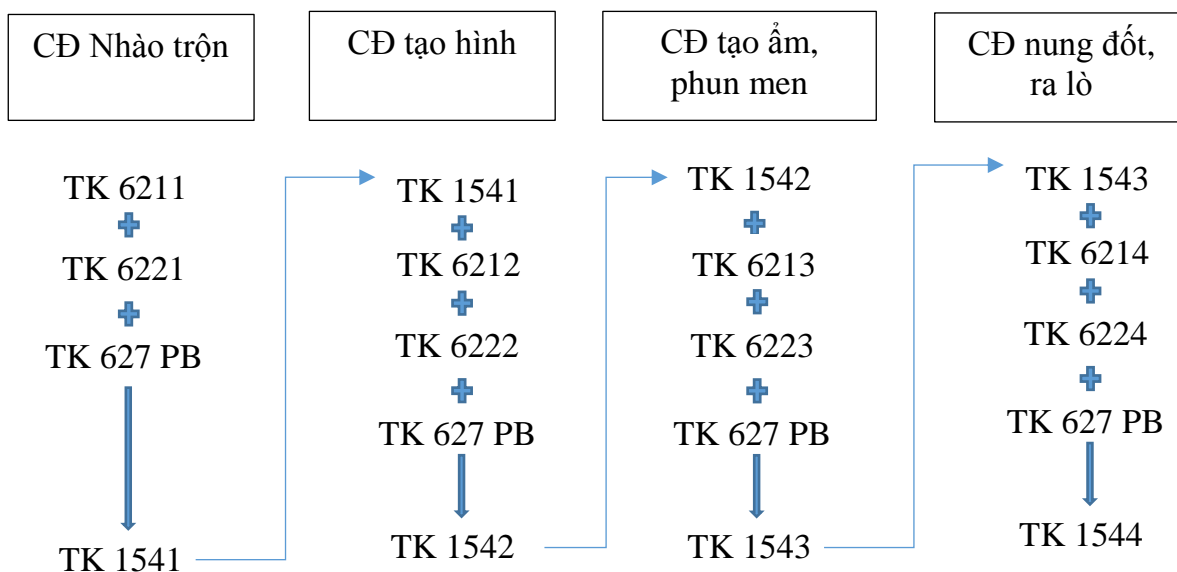 CĐ Nhào trộn
CĐ tạo hình
CĐ tạo ẩm,
phun men
CĐ nung đốt,
ra lò
TK 6211
TK 6221
TK 627 PB
TK 1541
TK 1541
TK 6212
TK 6222
TK 627 PB
TK 1542
TK 1542
TK 6213
TK 6223
TK 627 PB
TK 1543
TK 1543
TK 6214
TK 6224
TK 627 PB
TK 1544